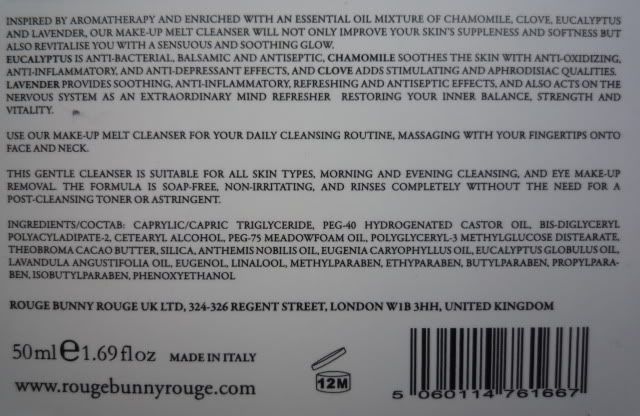 INSPIRED BY AROMATHERAPY AND ENRICHED WITH AN ESSENTIAL OIL MIXTURE OF CHAMOMILE, CLOVE, EUCALYPTUS
AND LAVENDER, OUR MAKE-UP MELT CLEANSER WILL NOT ONLY IMPROVE YOUR SKIN'S SUPPLENESS AND SOFTNESS BUT
ALSO REVITALISE YOU WITH A SENSUOUS AND SOOTHING GLOW.
EUCALYPTUS IS ANTI-BACTERIAL, BALSAMIC AND ANTISEPTIC, CHAMOMILE SOOTHES THE SKIN WITH ANTI-OXIDIZING,
ANTI-INFLAMMATORY, AND ANTI-DEPRESSANT EFFECTS, AND CLOVE ADDS STIMULATING AND APHRODISIAC QUALITIES.
LAVENDER PROVIDES SOOTHING, ANTI-INFLAMMATORY, REFRESHING AND ANTISEPTIC EFFECTS, AND ALSO ACTS ON THE
NERVOUS SYSTEM AS AN EXTRAORDINARY MIND REFRESHER RESTORING YOUR INNER BALANCE, STRENGTH AND
VITALITY.
USE OUR MAKE-UP MELT CLEANSER FOR YOUR DAILY CLEANSING ROUTINE, MASSAGING WITH YOUR FINGERTIPS ONTO
FACE AND NECK.
THIS GENTLE CLEANSER IS SUITABLE FOR ALL SKIN TYPES, MORNING AND EVENING CLEANSING, AND EYE MAKE-UP
REMOVAL. THE FORMULA IS SOAP-FREE, NON-IRRITATING, AND RINSES COMPLETELY WITHOUT THE NEED FOR A
POST-CLEANSING TONER OR ASTRINGENT.
INGREDIENTS/СОСТАВ: CAPRYLIC/CAPRIC TRIGLYCERIDE, PEG-40 HYDROGENATED CASTOR OIL, BIS-DIGLYCERYL
POLYACYLADIPATE-2, CETEARYL ALCOHOL, PEG-75 MEADOWFOAM OIL, POLYGLYCERYL-3 METHYLGLUCOSE DISTEARATE,
THEOBROMA CACAO BUTTER, SILICA, ANTHEMIS NOBILIS OIL, EUGENIA CARYOPHYLLUS OIL, EUCALYPTUS GLOBULUS OIL,
LAVANDULA ANGUSTIFOLIA OIL, EUGENOL, LINALOOL, METHYLPARABEN, ETHYPARABEN, BUTYLPARABEN, PROPYLPARA-
BEN, ISOBUTYLPARABEN, PHENOXYETHANOL
ROUGE BUNNY ROUGE UK LTD, 324-326 REGENT STREET, LONDON W1B 3HH, UNITED KINGDOM
50ml e 1.69 fl oz MADE IN ITALY
12M
www.rougebunnyrouge.com
5 060114 761667